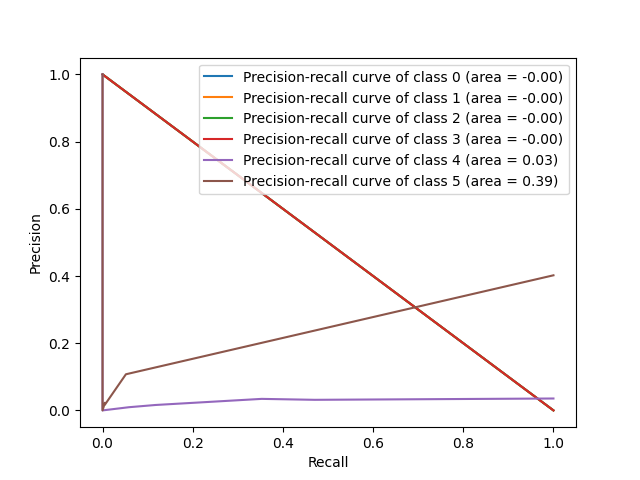 Precision-recall curve of class 0 (area = -0.00)
Precision-recall curve of class 1 (area = -0.00)
Precision-recall curve of class 2 (area = -0.00)
Precision-recall curve of class 3 (area = -0.00)
Precision-recall curve of class 4 (area = 0.03)
Precision-recall curve of class 5 (area = 0.39)
Precision
1.0
0.8
0.6
0.4
0.2
0.0
0.0 0.2 0.4 0.6 0.8 1.0
Recall